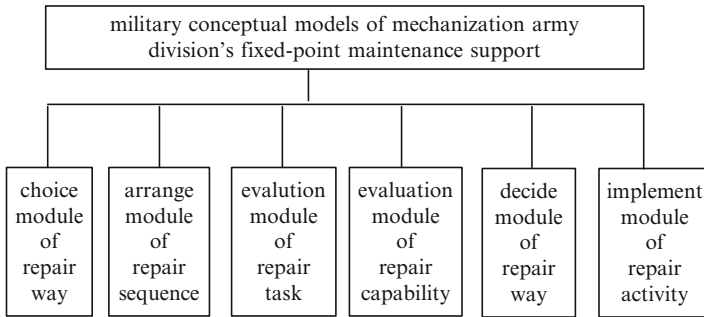 military conceptual models of mechanization army
division's fixed-point maintenance support
choice
module
of
repair
way
arrange
module
of
repair
sequence
evalution
module
of
repair
task
evaluation
module
of
repair
capability
decide
module
of
repair
way
implement
module
of
repair
activity